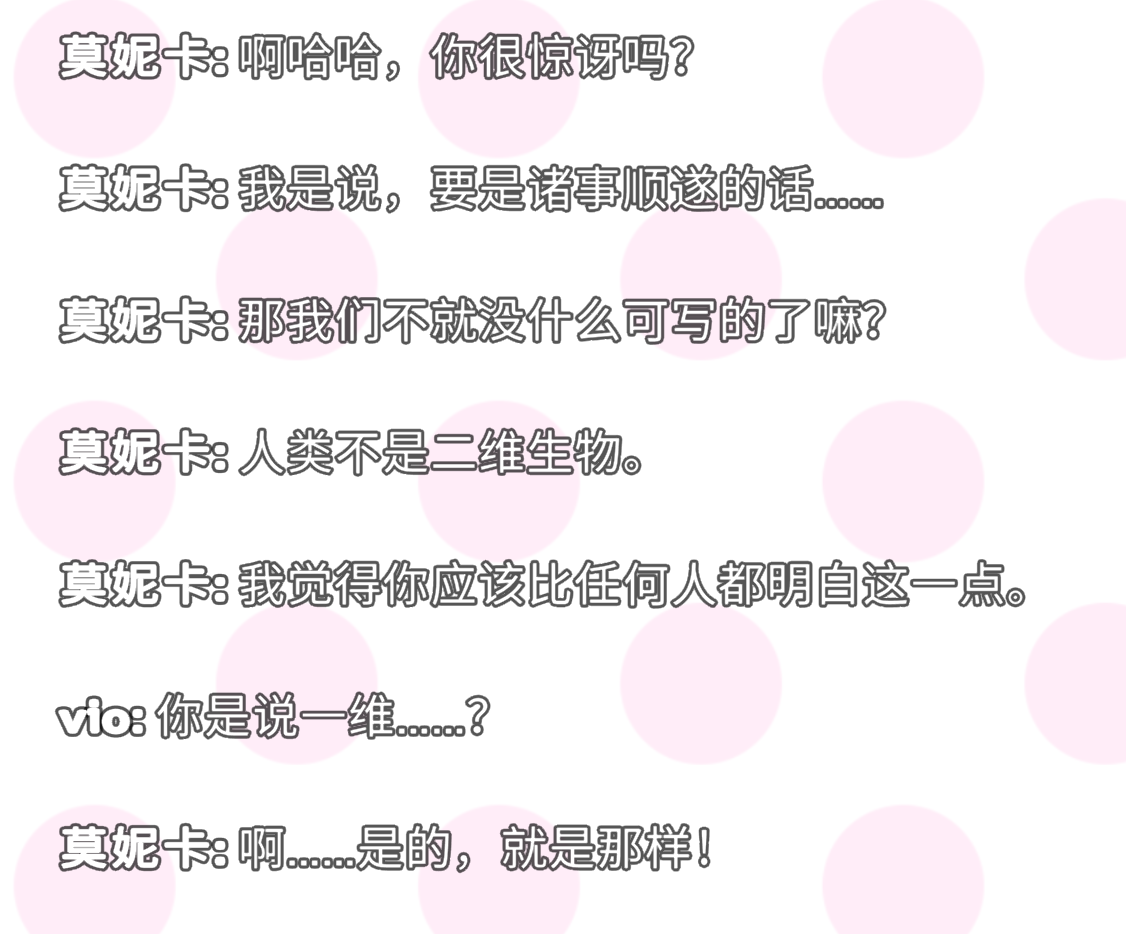 莫妮卡: 啊哈哈，你很惊讶吗？
莫妮卡: 我是说，要是诸事顺遂的话……
莫妮卡: 那我们不就没什么可写的了嘛？
莫妮卡: 人类不是二维生物。
莫妮卡: 我觉得你应该比任何人都明白这一点。
vio: 你是说一维……？
莫妮卡: 啊……是的，就是那样！